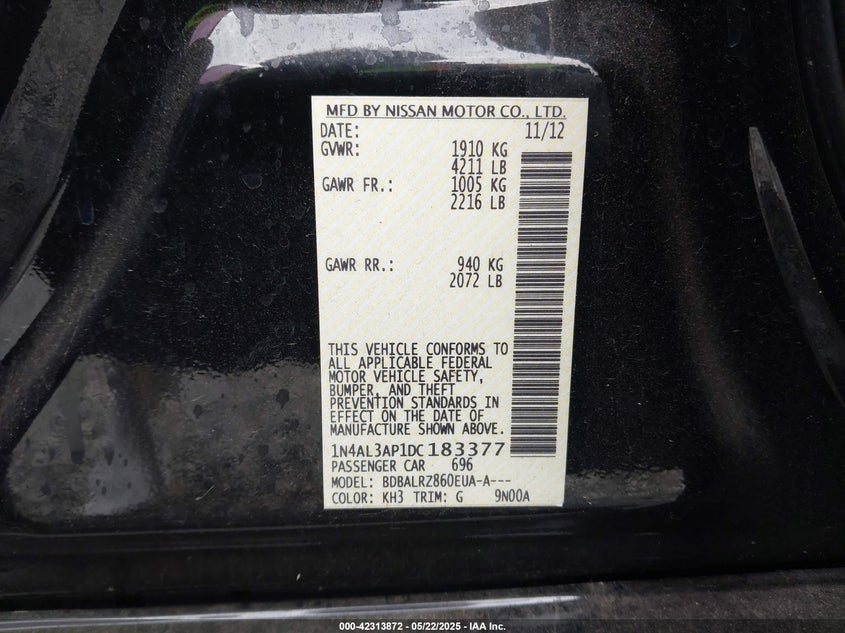 MFD BY NISSAN MOTOR CO., LTD.
DATE: 11/12
GVWR: 1910 KG
4211 LB
GAWR FR.: 1005 KG
2216 LB
GAWR RR.: 940 KG
2072 LB
THIS VEHICLE CONFORMS TO
ALL APPLICABLE FEDERAL
MOTOR VEHICLE SAFETY,
BUMPER, AND THEFT
PREVENTION STANDARDS IN
EFFECT ON THE DATE OF
MANUFACTURE SHOWN ABOVE.
1N4AL3AP1DC183377
PASSENGER CAR 696
MODEL: BDBALRZ860EUA-A---
COLOR: KH3 TRIM: G 9N00A
000-42313872 - 05/22/2025 - IAA Inc.